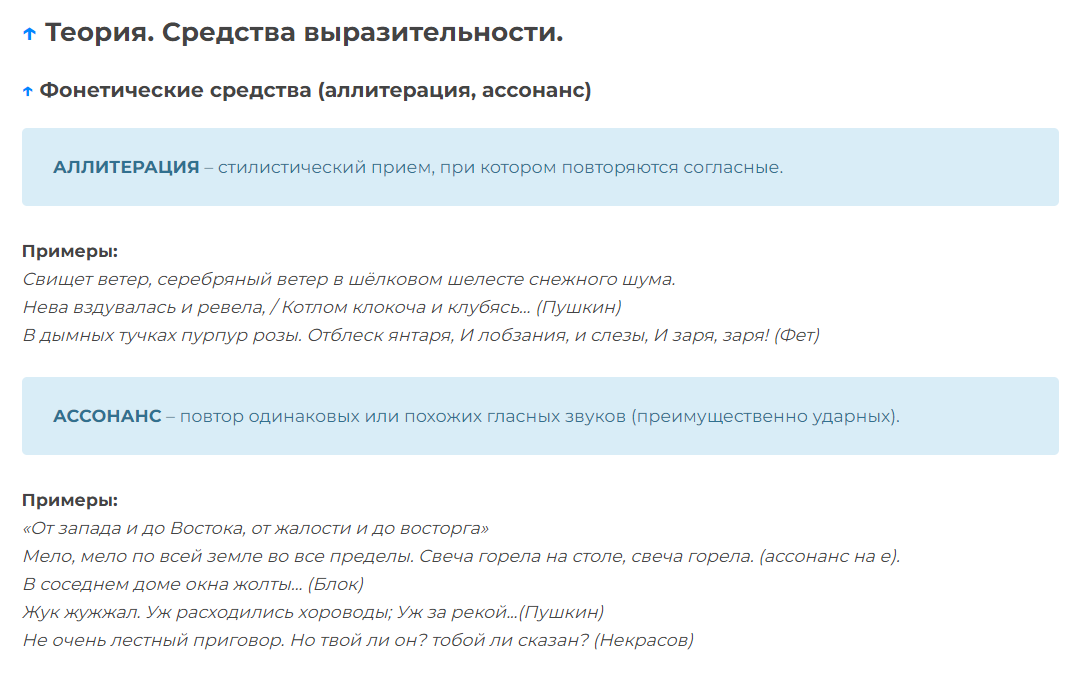 ↑ Теория. Средства выразительности.
↑ Фонетические средства (аллитерация, ассонанс)
АЛЛИТЕРАЦИЯ – стилистический прием, при котором повторяются согласные.
Примеры:
Свищет ветер, серебряный ветер в шёлковом шелесте снежного шума.
Нева вздувалась и ревела, / Котлом клокоча и клубясь... (Пушкин)
В дымных тучках пурпур розы. Отблеск янтаря, И лобзания, и слезы, И заря, заря! (Фет)
АССОНАНС – повтор одинаковых или похожих гласных звуков (преимущественно ударных).
Примеры:
«От запада и до Востока, от жалости и до восторга»
Мело, мело по всей земле во все пределы. Свеча горела на столе, свеча горела. (ассонанс на е).
В соседнем доме окна жолты... (Блок)
Жук жужжал. Уж расходились хороводы; Уж за рекой...(Пушкин)
Не очень лестный приговор. Но твой ли он? тобой ли сказан? (Некрасов)